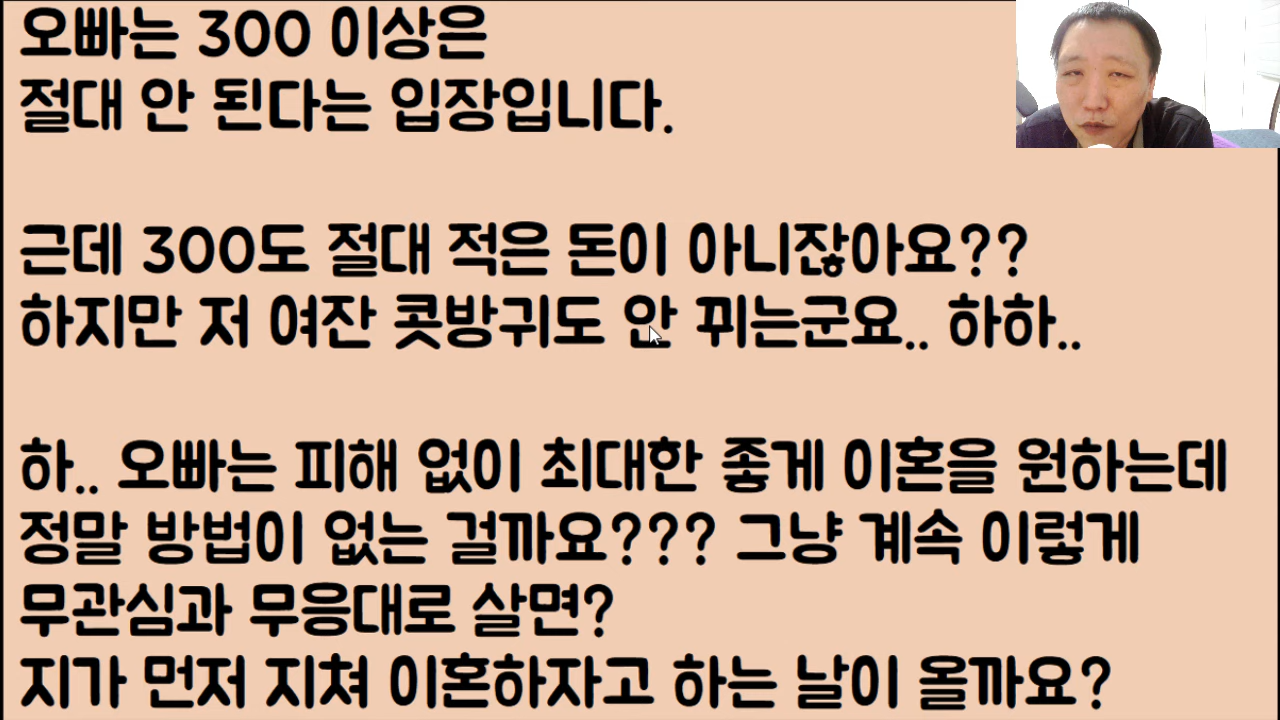 오빠는 300 이상은
절대 안 된다는 입장입니다.
근데 300도 절대 적은 돈이 아니잖아요??
하지만 저 여잔 콧방귀도 안 뀌는군요.. 하하..
하.. 오빠는 피해 없이 최대한 좋게 이혼을 원하는데
정말 방법이 없는 걸까요??? 그냥 계속 이렇게
무관심과 무응대로 살면?
지가 먼저 지쳐 이혼하자고 하는 날이 올까요?